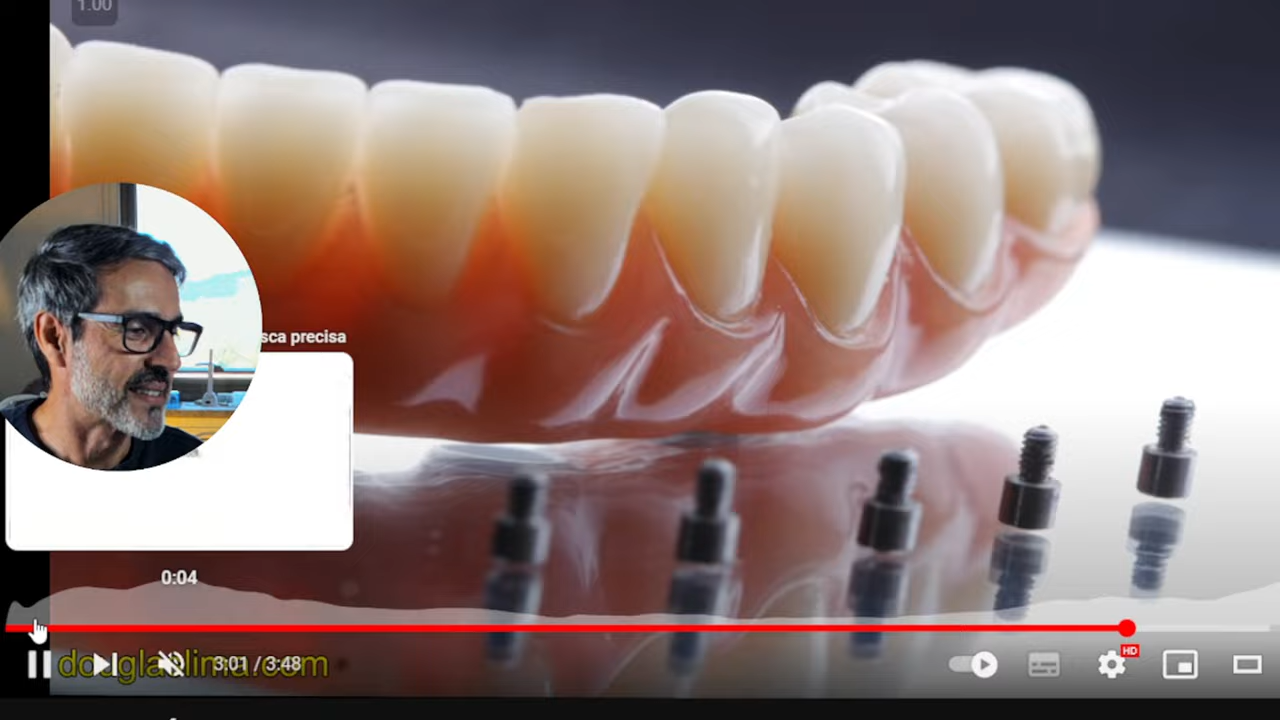 1.00
sca precisa
0:04
HD
3:01 / 3:48
douglaslima.com